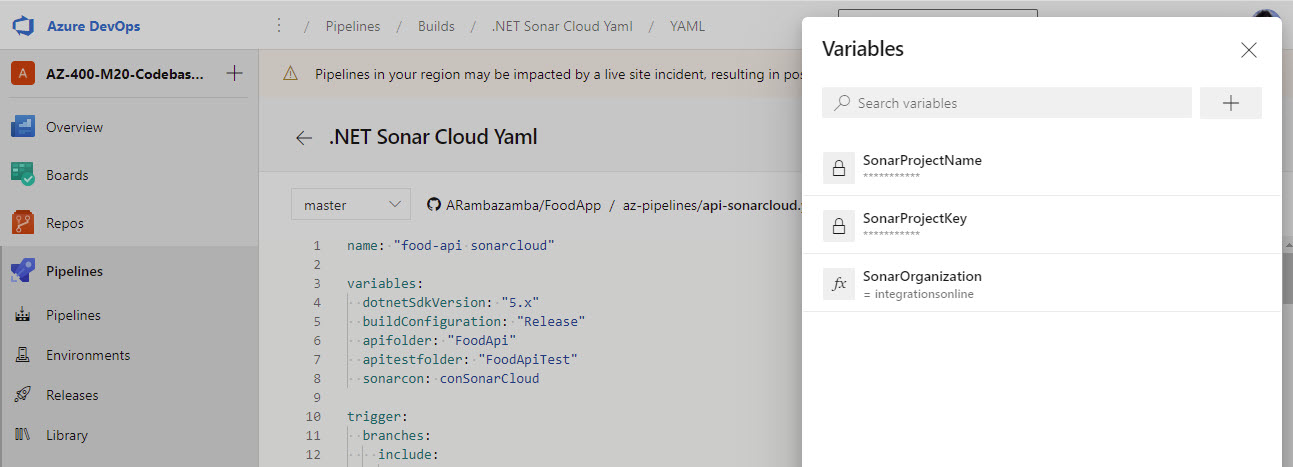 Azure DevOps
/ Pipelines / Builds / .NET Sonar Cloud Yaml / YAML
A AZ-400-M20-Codebas...
Overview
Boards
Repos
Pipelines
Pipelines
Environments
Releases
Library
Pipelines in your region may be impacted by a live site incident, resulting in
.NET Sonar Cloud Yaml
master
ARambazamba/FoodApp / az-pipelines/api-sonarcloud.
1 name: "food-api sonarcloud"
2
3 variables:
4 dotnetSdkVersion: "5.x"
5 buildConfiguration: "Release"
6 apifolder: "FoodApi"
7 apitestfolder: "FoodApiTest"
8 sonarcon: conSonarCloud
9
10 trigger:
11 branches:
12 include:
Variables
Search variables
SonarProjectName
***********
SonarProjectKey
***********
fx SonarOrganization
= integrationsonline